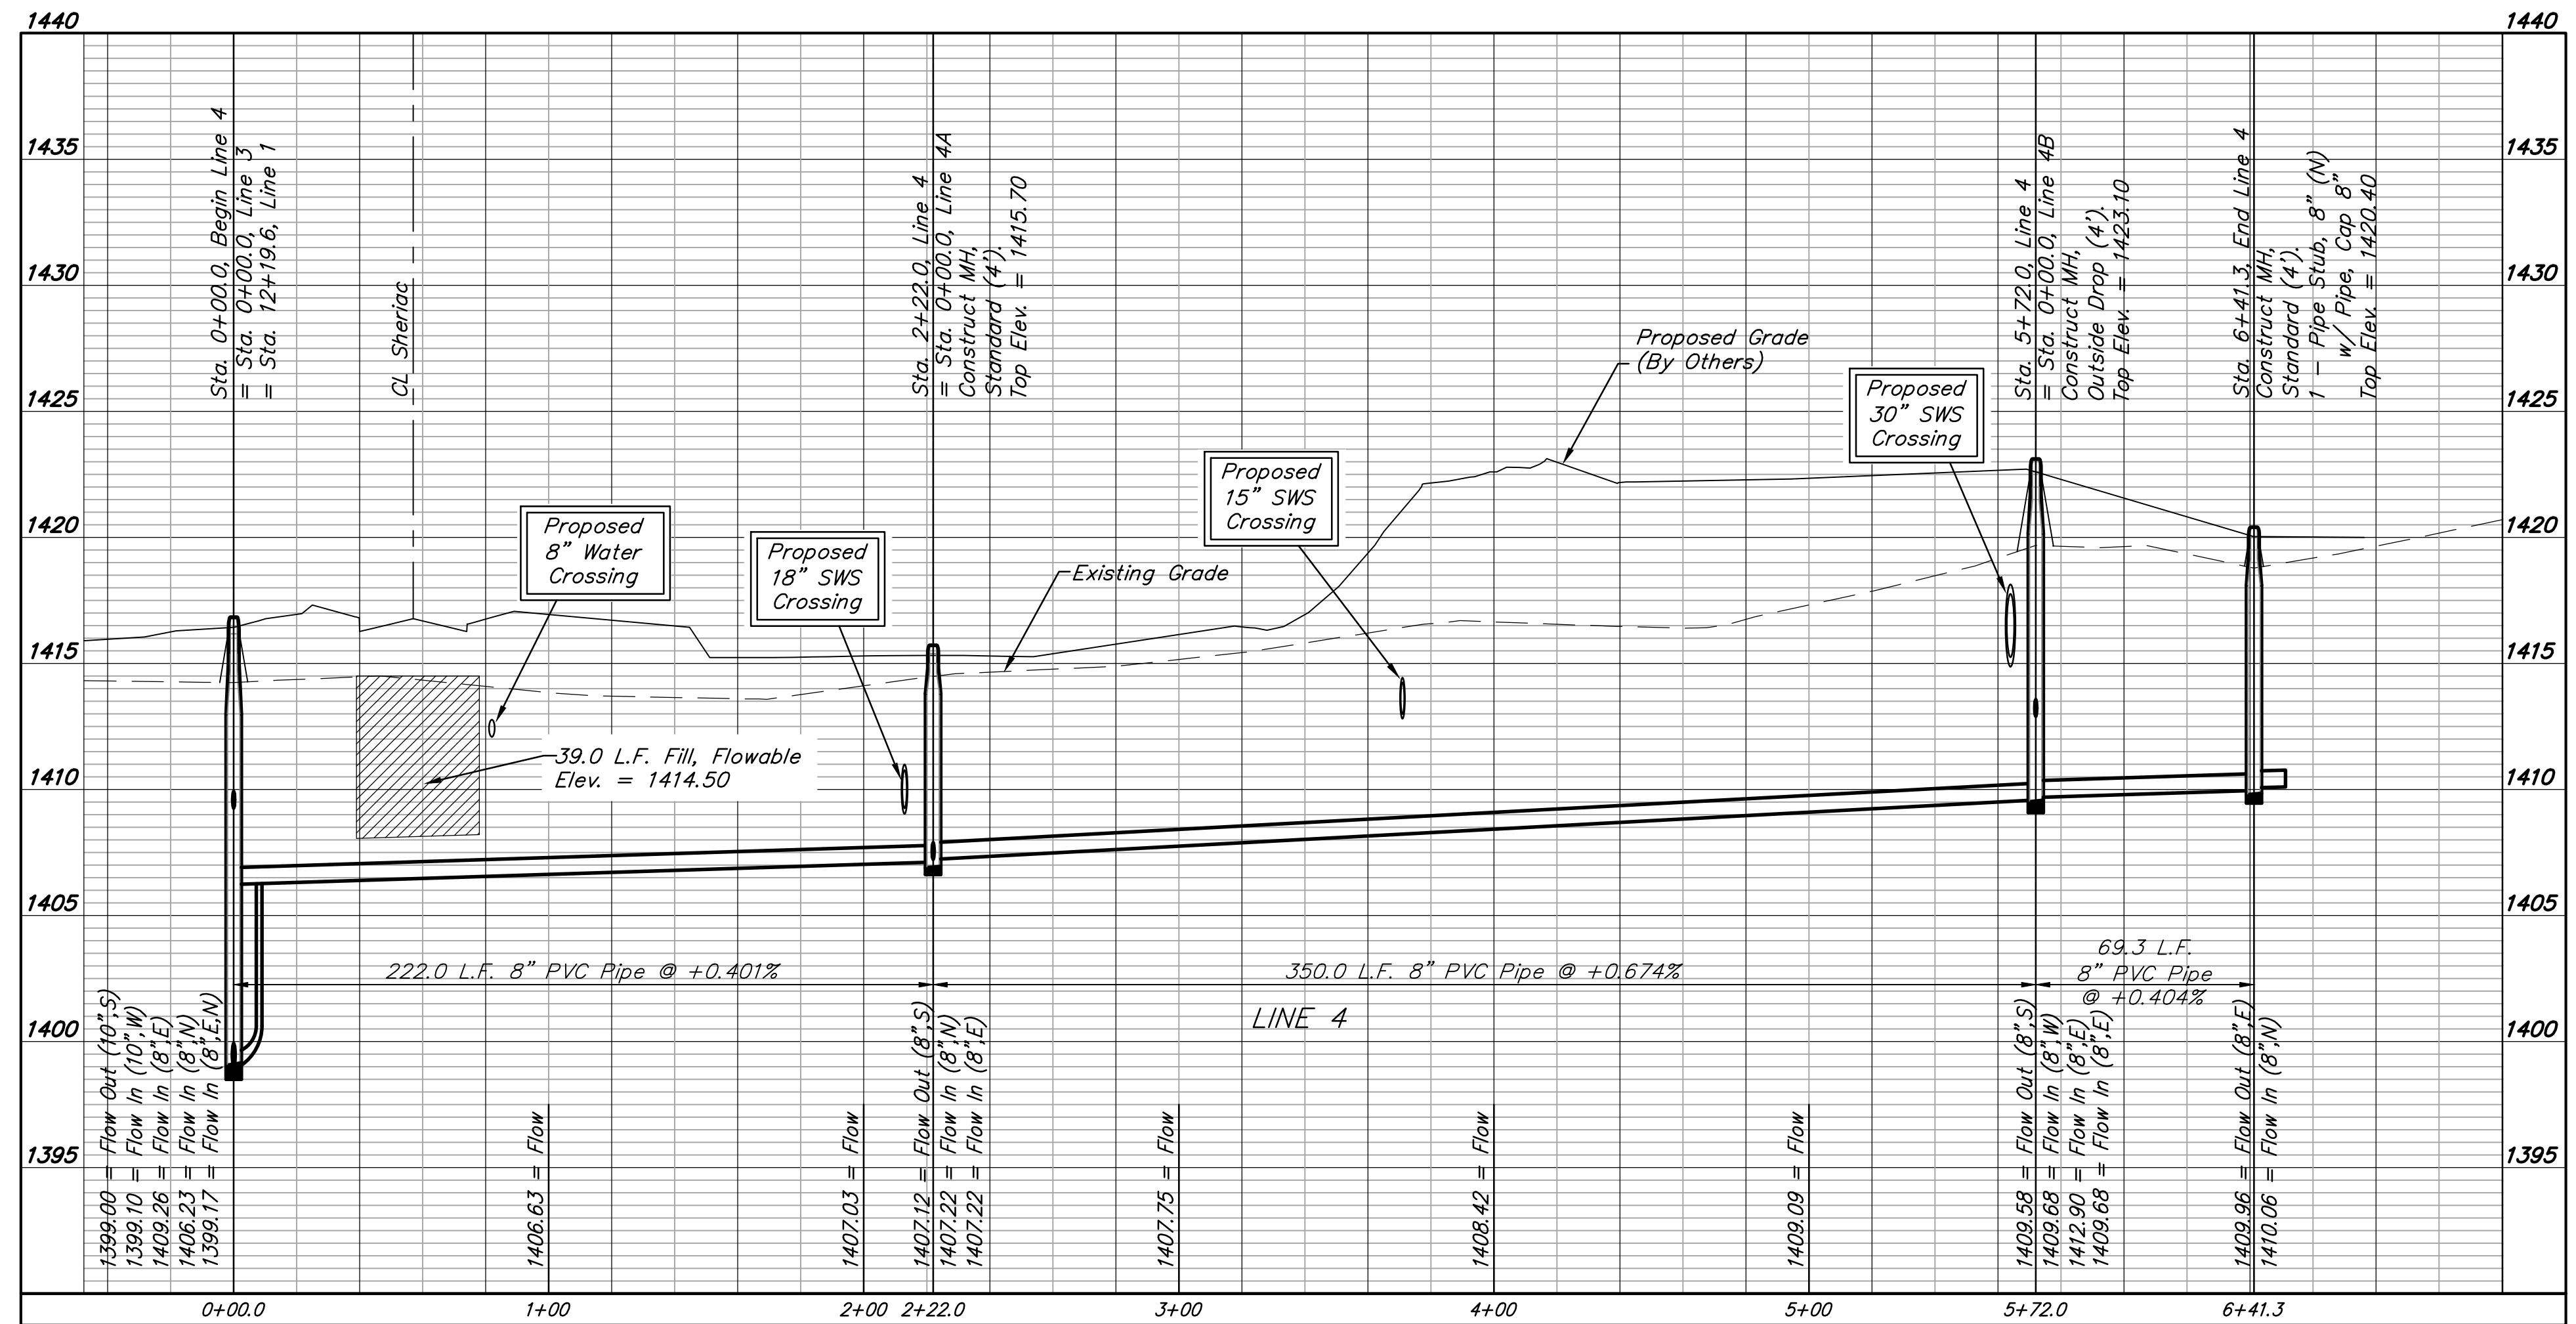 1440
1440
1435
1435
1430
1430
1425
1425
1420
1420
1415
1415
1410
1410
1405
1405
1400
1400
1395
1395
Sta. 0+00.0, Begin Line 4
= Sta. 0+00.0, Line 3
= Sta. 12+19.6, Line 1
CL Sheriac
Sta. 2+22.0, Line 4
= Sta. 0+00.0, Line 4A
Construct MH,
Standard (4').
Top Elev. = 1415.70
Sta. 5+72.0, Line 4
= Sta. 0+00.0, Line 4B
Construct MH,
Outside Drop (4').
Top Elev. = 1423.10
Sta. 6+41.3, End Line 4
Construct MH,
Standard (4').
1 - Pipe Stub, 8" (N)
w/ Pipe, Cap 8"
Top Elev. = 1420.40
Proposed Grade
(By Others)
Proposed
30" SWS
Crossing
Proposed
15" SWS
Crossing
Proposed
8" Water
Crossing
Proposed
18" SWS
Crossing
Existing Grade
39.0 L.F. Fill, Flowable
Elev. = 1414.50
222.0 L.F. 8" PVC Pipe @ +0.401%
350.0 L.F. 8" PVC Pipe @ +0.674%
69.3 L.F.
8" PVC Pipe
@ +0.404%
LINE 4
1399.00 = Flow Out (10",S)
1399.10 = Flow In (10",W)
1409.26 = Flow In (8",E)
1406.23 = Flow In (8",N)
1399.17 = Flow In (8",E,N)
1406.63 = Flow
1407.03 = Flow
1407.12 = Flow Out (8",S)
1407.22 = Flow In (8",N)
1407.22 = Flow In (8",E)
1407.75 = Flow
1408.42 = Flow
1409.09 = Flow
1409.58 = Flow Out (8",S)
1409.68 = Flow In (8",W)
1412.90 = Flow In (8",E)
1409.68 = Flow In (8",E)
1409.96 = Flow Out (8",E)
1410.06 = Flow In (8",N)
0+00.0
1+00
2+00
2+22.0
3+00
4+00
5+00
5+72.0
6+41.3